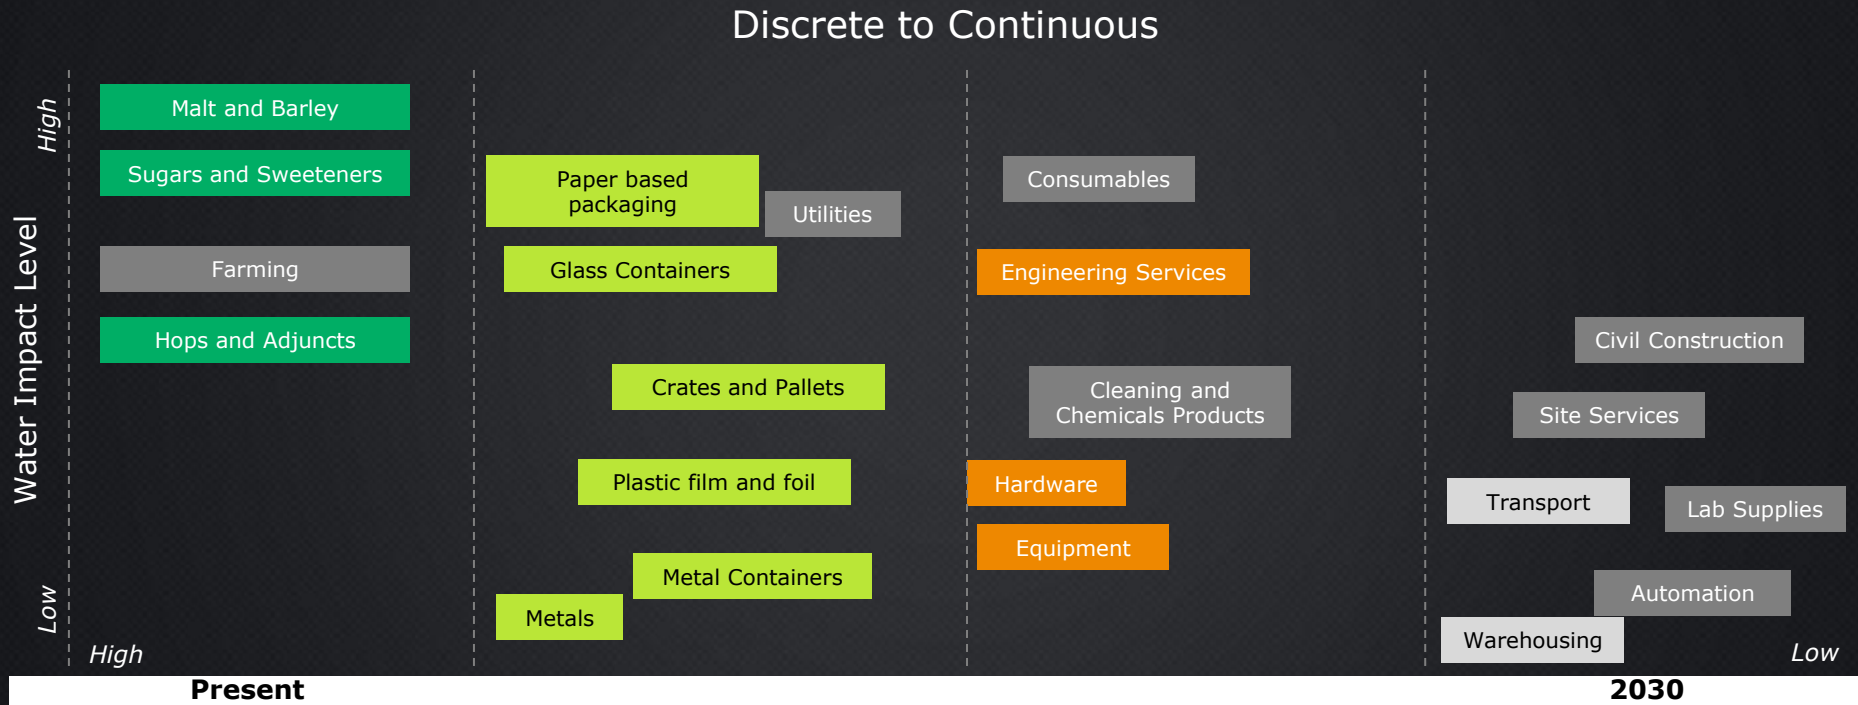 Discrete to Continuous
High
Water Impact Level
Low
Malt and Barley
Sugars and Sweeteners
Farming
Hops and Adjuncts
Paper based
packaging
Utilities
Glass Containers
Crates and Pallets
Plastic film and foil
Metal Containers
Metals
Consumables
Engineering Services
Cleaning and
Chemicals Products
Hardware
Equipment
Civil Construction
Site Services
Transport
Lab Supplies
Automation
Warehousing
High
Low
Present
2030